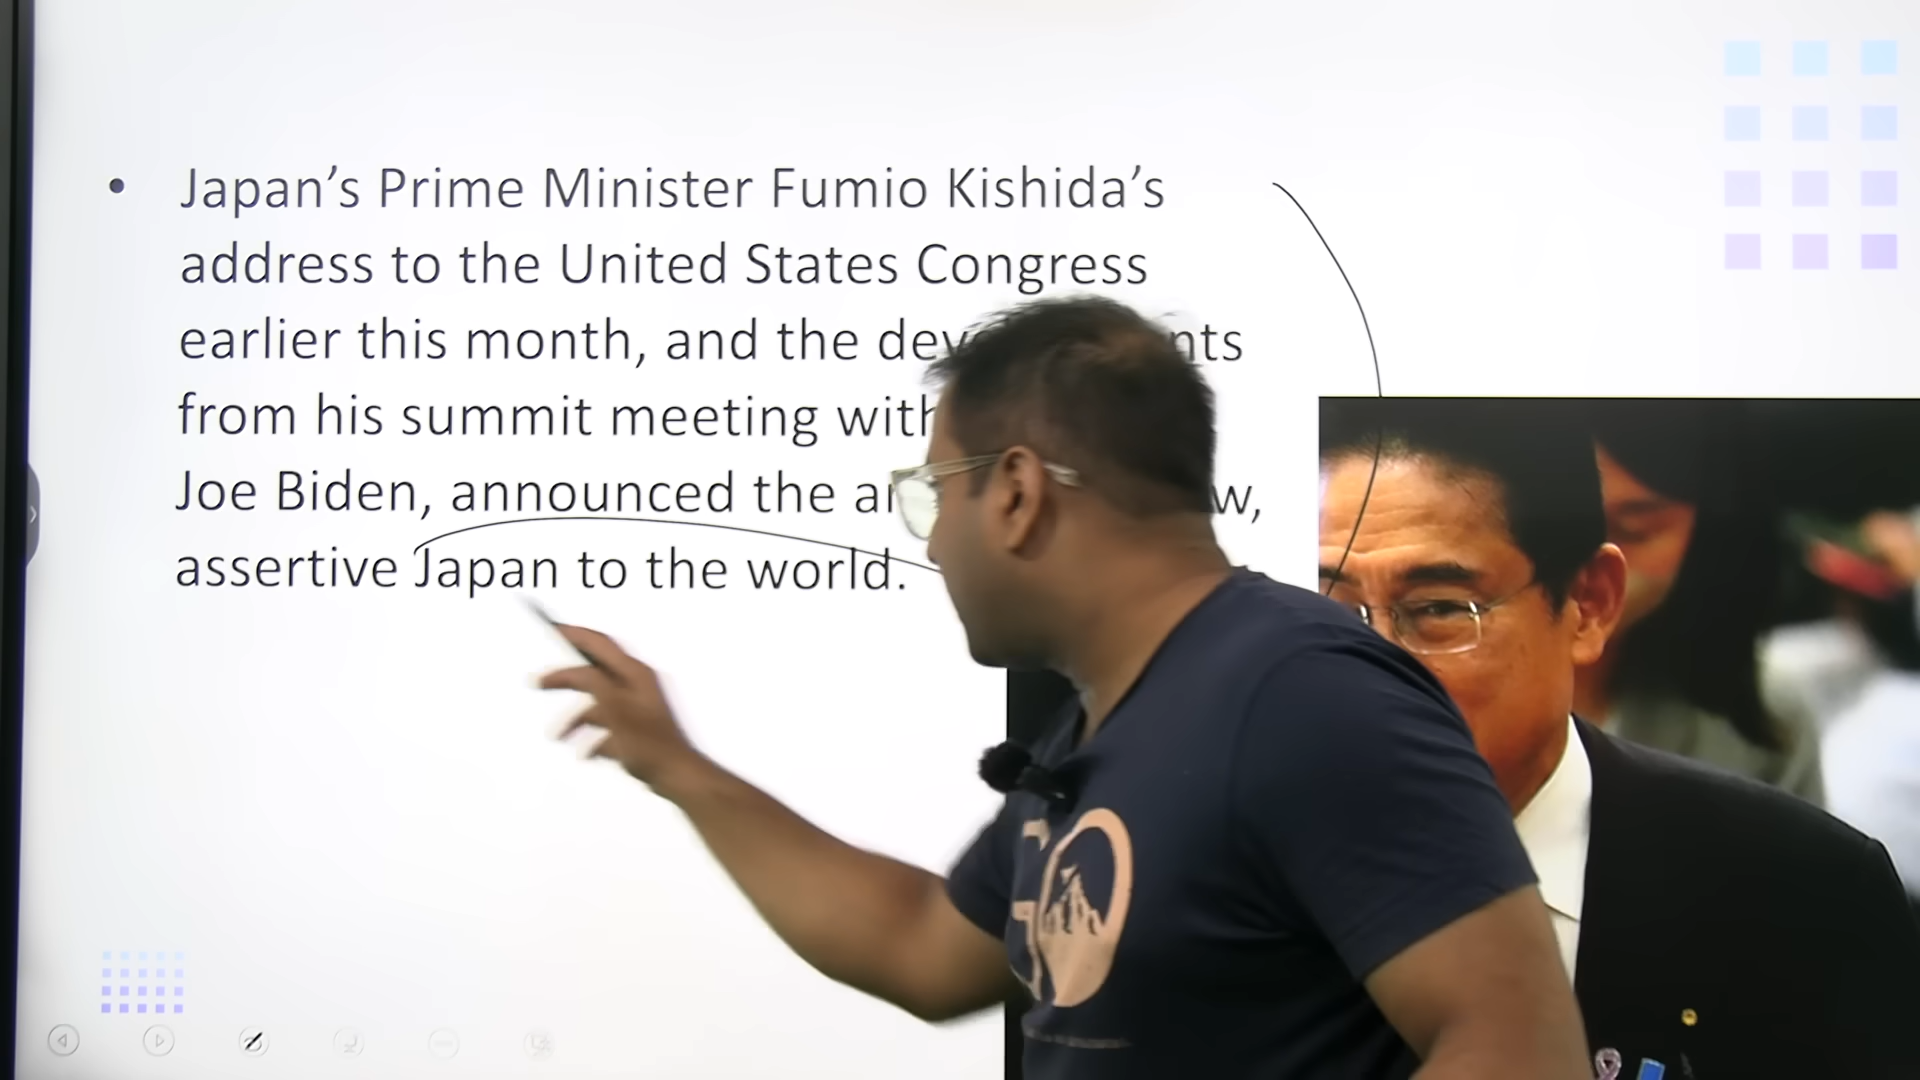 • Japan’s Prime Minister Fumio Kishida’s
address to the United States Congress
earlier this month, and the
from his summit meeting
Joe Biden, announced the
assertive Japan to the world.